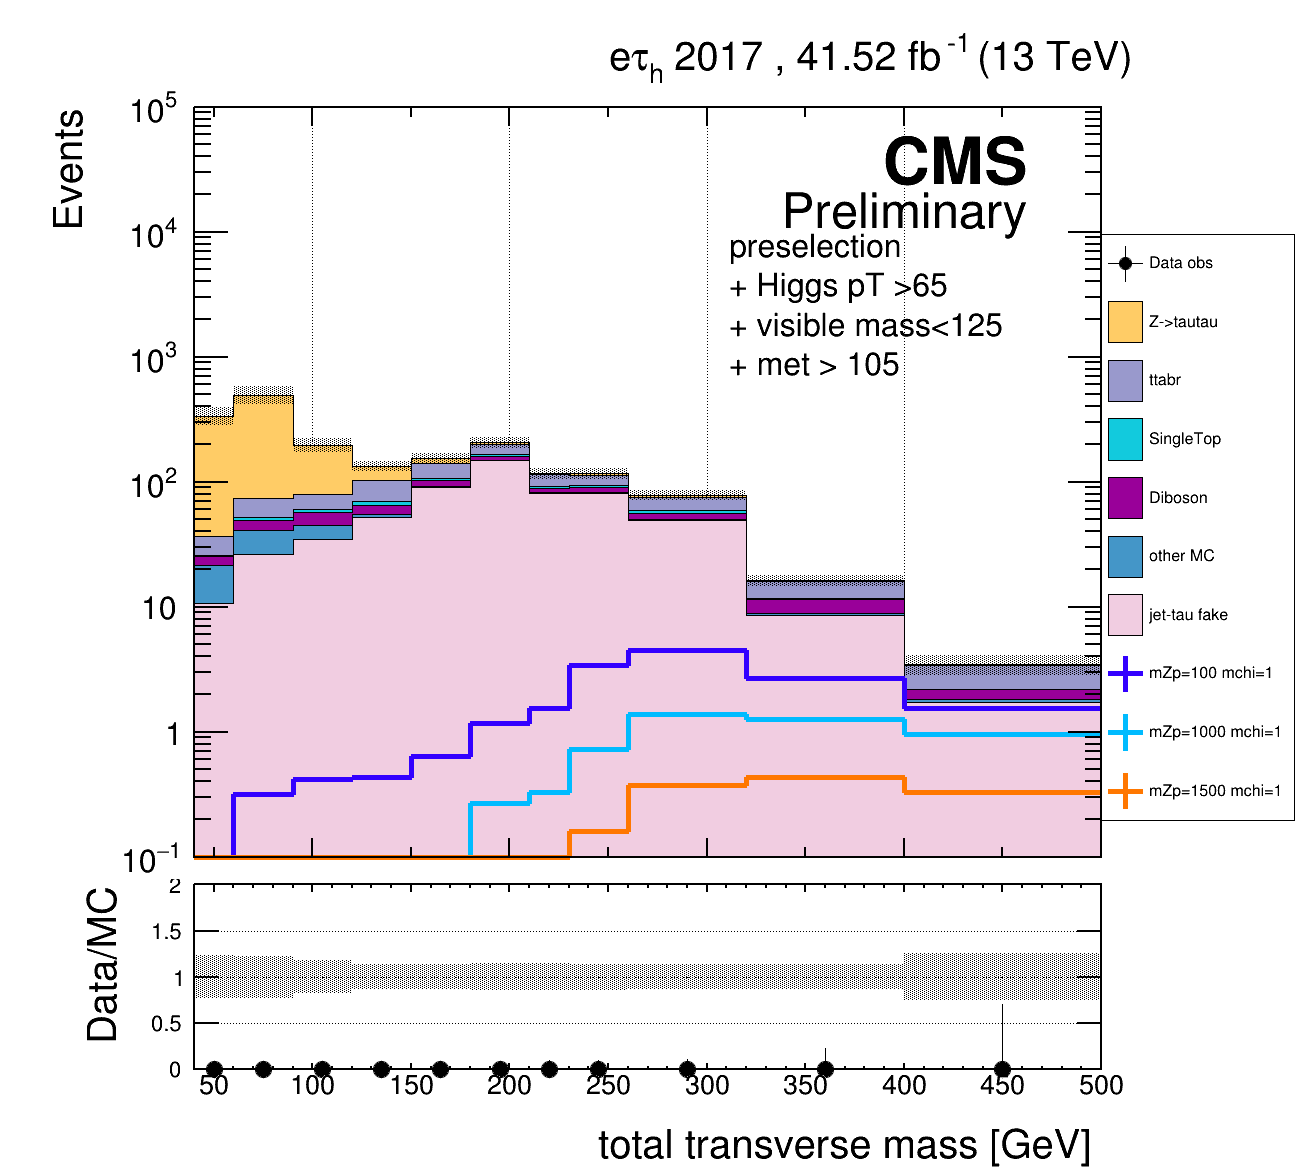 eτh 2017 , 41.52 fb-1 (13 TeV)
Events
10^5
10^4
10^3
10^2
10
1
10^−1
CMS
Preliminary
preselection
+ Higgs pT >65
+ visible mass<125
+ met > 105
Data obs
Z->tautau
ttabr
SingleTop
Diboson
other MC
jet-tau fake
mZp=100 mchi=1
mZp=1000 mchi=1
mZp=1500 mchi=1
Data/MC
2
1.5
1
0.5
0
50 100 150 200 250 300 350 400 450 500
total transverse mass [GeV]